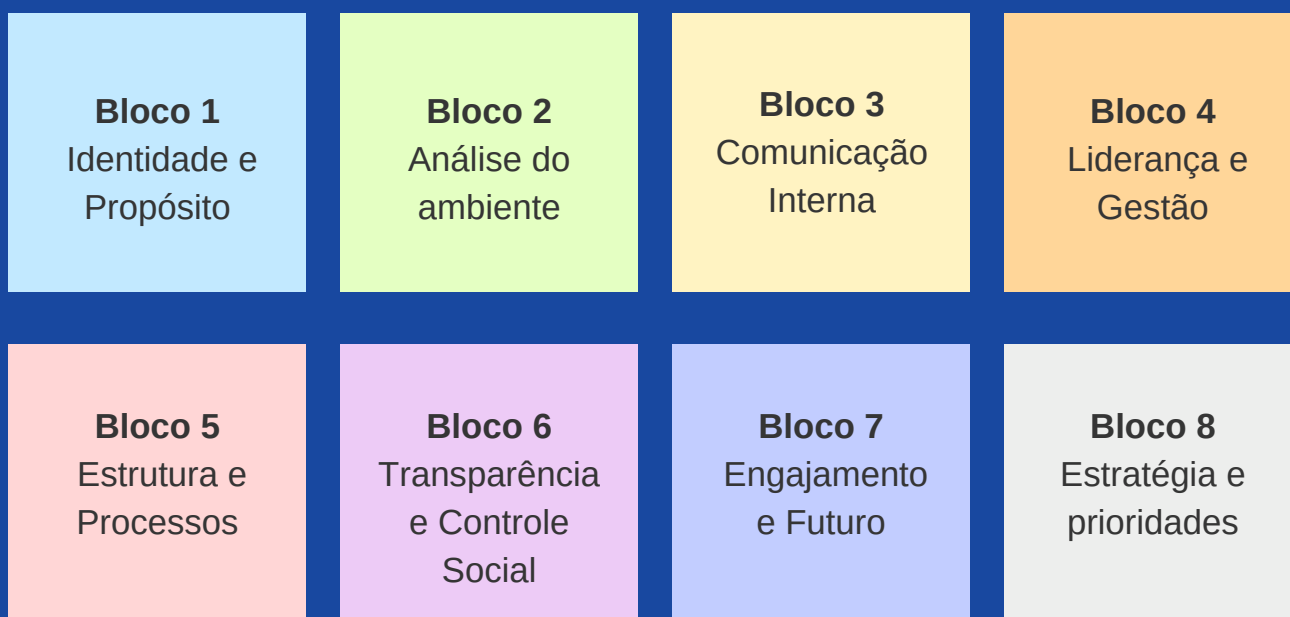 Bloco 1
Identidade e
Propósito
Bloco 2
Análise do
ambiente
Bloco 3
Comunicação
Interna
Bloco 4
Liderança e
Gestão
Bloco 5
Estrutura e
Processos
Bloco 6
Transparência
e Controle
Social
Bloco 7
Engajamento
e Futuro
Bloco 8
Estratégia e
prioridades